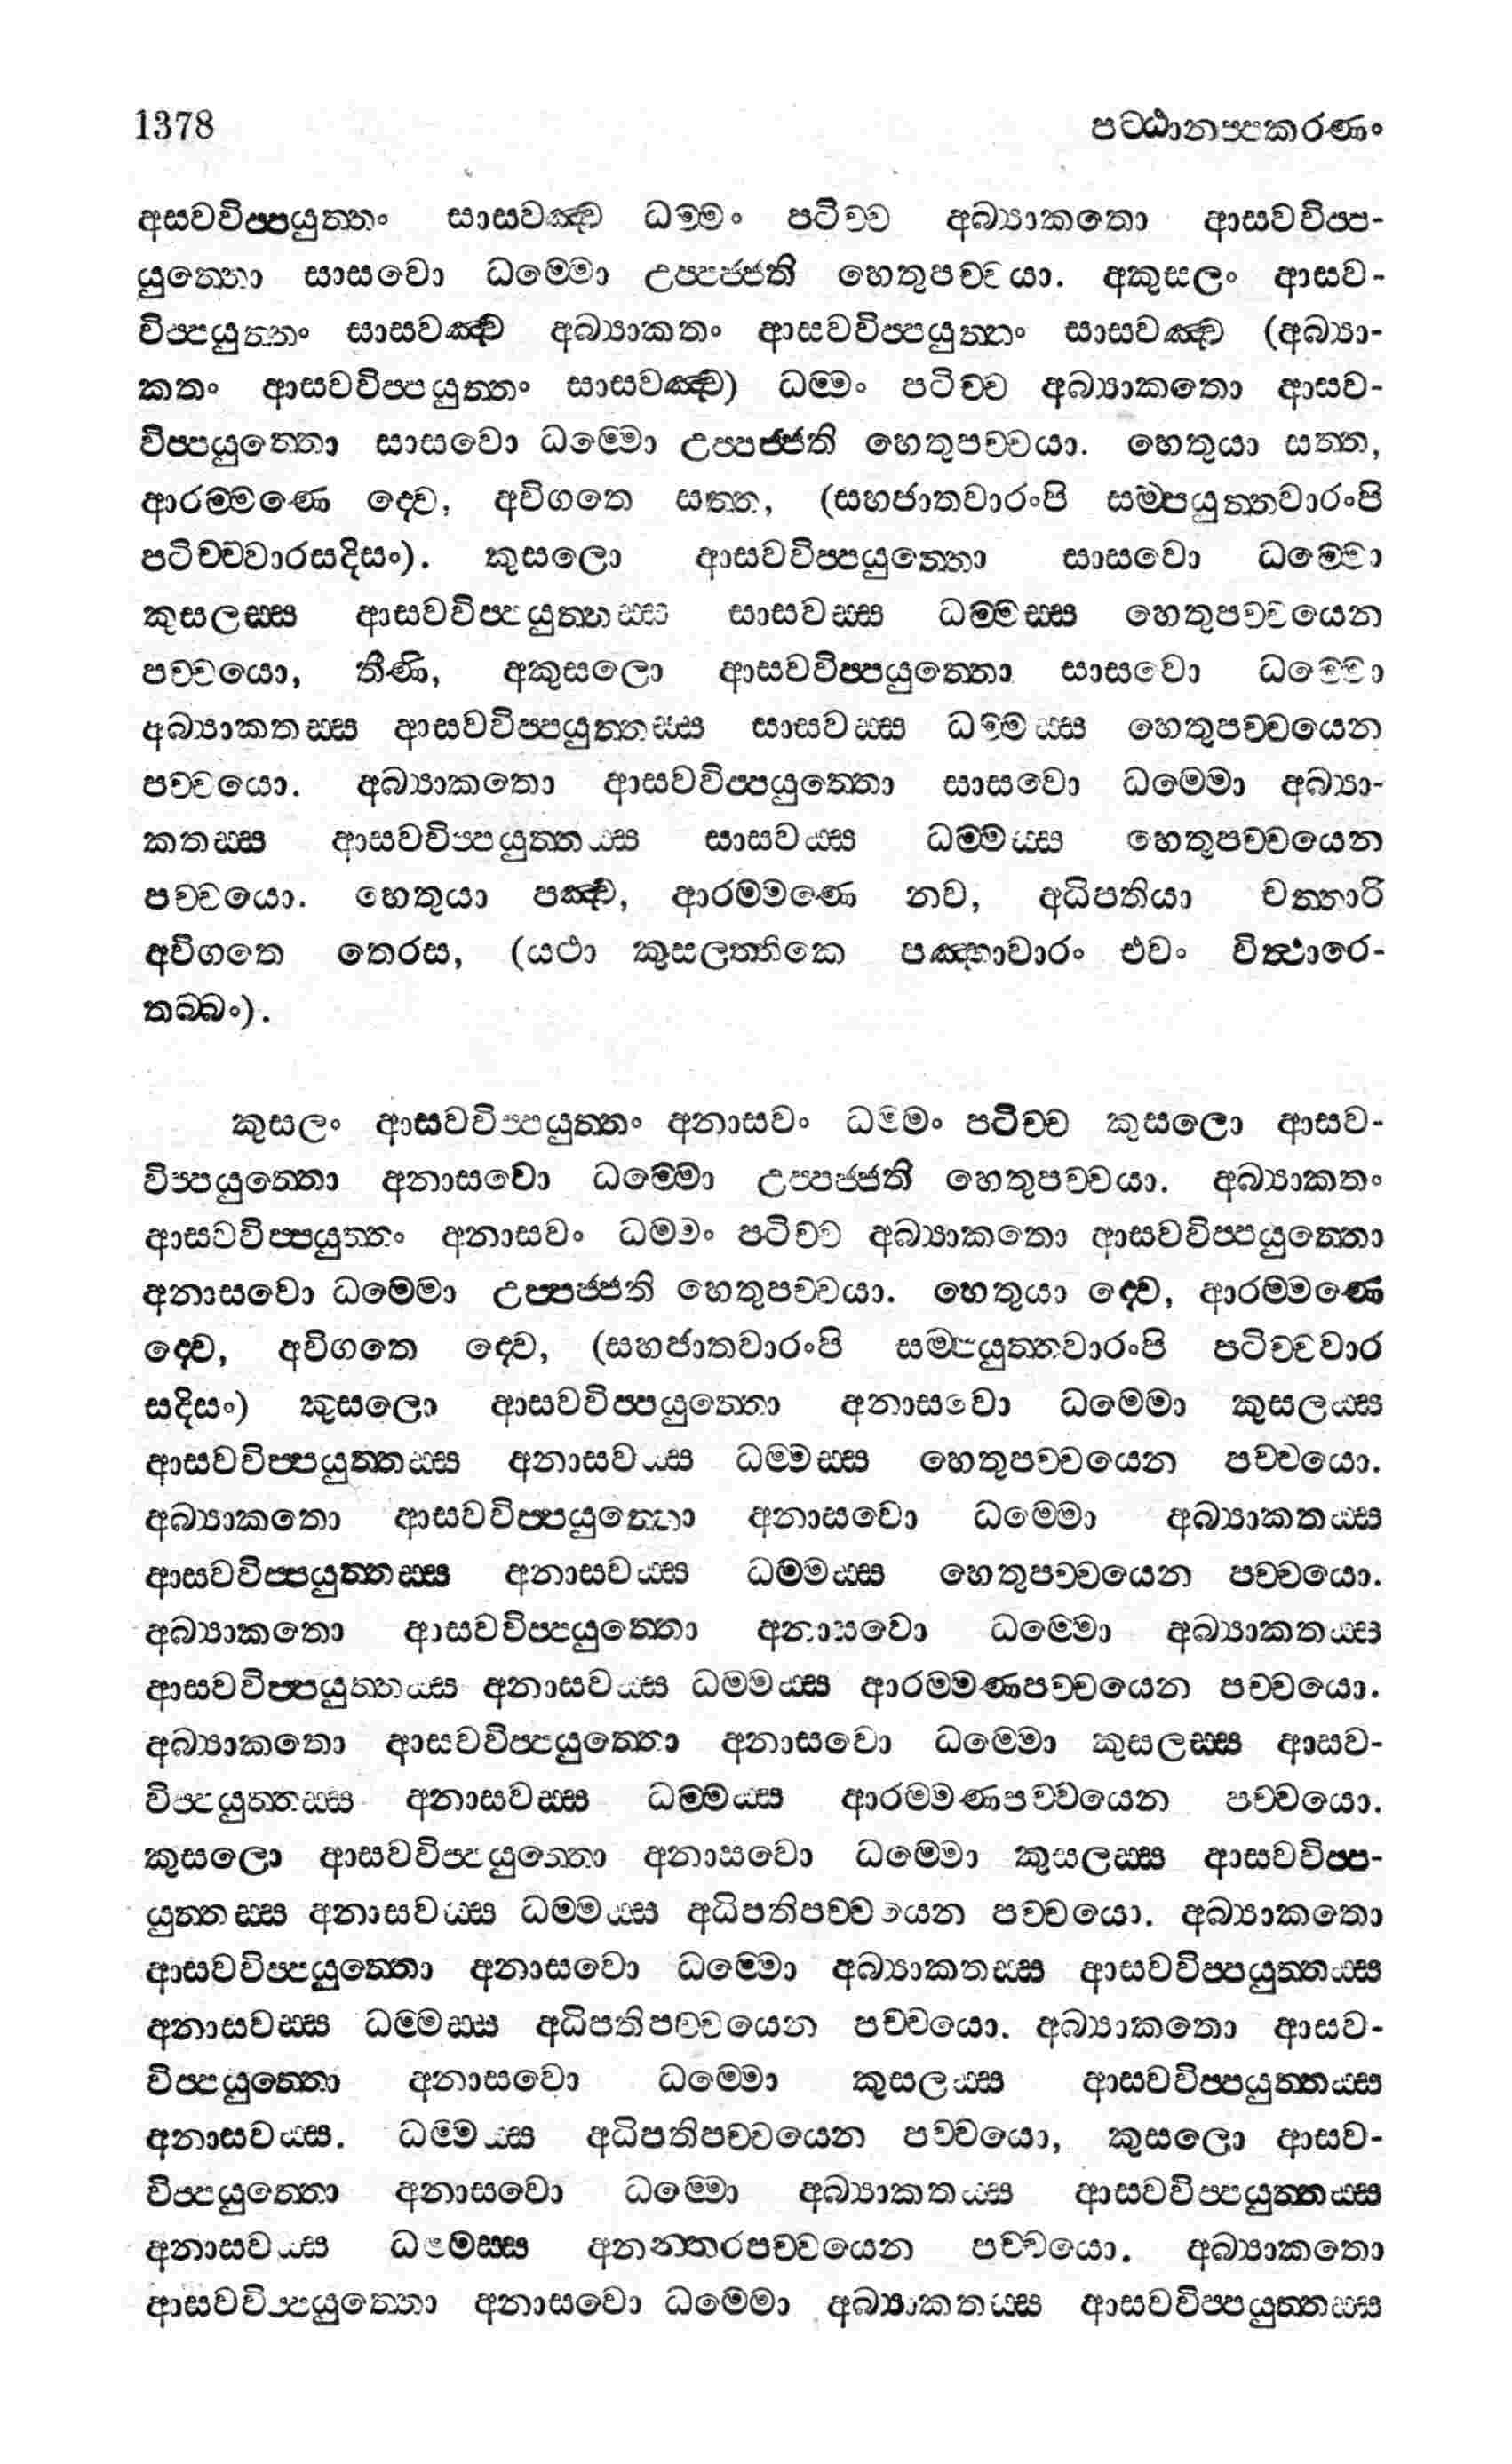 1378 පට්ඨානප්පකරණං
අසවවිප්පයුත්තං සාසවඤ්ච ධම්මං පටිච්ච අබ්‍යාකතො ආසවවිප්ප-
යුත්තො සාසවො ධම්මො උප්පජ්ජති හෙතුපච්චයා. අකුසලං ආසව-
විප්පයුත්තං සාසවඤ්ච අබ්‍යාකතං ආසවවිප්පයුත්තං සාසවඤ්ච (අබ්‍යා-
කතං ආසවවිප්පයුත්තං සාසවඤ්ච) ධම්මං පටිච්ච අබ්‍යාකතො ආසව-
විප්පයුත්තො සාසවො ධම්මො උප්පජ්ජති හෙතුපච්චයා. හෙතුයා සත්ත,
ආරම්මණෙ ද්වෙ, අවිගතෙ සත්ත, (සහජාතවාරංපි සම්පයුත්තවාරංපි
පටිච්චවාරසදිසං). කුසලො ආසවවිප්පයුත්තො සාසවො ධම්මො
කුසලස්ස ආසවවිප්පයුත්තස්ස සාසවස්ස ධම්මස්ස හෙතුපච්චයෙන
පච්චයො, තීණි, අකුසලො ආසවවිප්පයුත්තො සාසවො ධම්මො
අබ්‍යාකතස්ස ආසවවිප්පයුත්තස්ස සාසවස්ස ධම්මස්ස හෙතුපච්චයෙන
පච්චයො. අබ්‍යාකතො ආසවවිප්පයුත්තො සාසවො ධම්මො අබ්‍යා-
කතස්ස ආසවවිප්පයුත්තස්ස සාසවස්ස ධම්මස්ස හෙතුපච්චයෙන
පච්චයො. හෙතුයා පඤ්ච, ආරම්මණෙ නව, අධිපතියා චත්තාරි
අවිගතෙ තෙරස, (යථා කුසලත්තිකෙ පඤ්හාවාරං එවං විත්ථාරෙ-
තබ්බං).
කුසලං ආසවවිප්පයුත්තං අනාසවං ධම්මං පටිච්ච කුසලො ආසව-
විප්පයුත්තො අනාසවො ධම්මො උප්පජ්ජති හෙතුපච්චයා. අබ්‍යාකතං
ආසවවිප්පයුත්තං අනාසවං ධම්මං පටිච්ච අබ්‍යාකතො ආසවවිප්පයුත්තො
අනාසවො ධම්මො උප්පජ්ජති හෙතුපච්චයා. හෙතුයා ද්වෙ, ආරම්මණෙ
ද්වෙ, අවිගතෙ ද්වෙ, (සහජාතවාරංපි සම්පයුත්තවාරංපි පටිච්චවාර
සදිසං) කුසලො ආසවවිප්පයුත්තො අනාසවො ධම්මො කුසලස්ස
ආසවවිප්පයුත්තස්ස අනාසවස්ස ධම්මස්ස හෙතුපච්චයෙන පච්චයො.
අබ්‍යාකතො ආසවවිප්පයුත්තො අනාසවො ධම්මො අබ්‍යාකතස්ස
ආසවවිප්පයුත්තස්ස අනාසවස්ස ධම්මස්ස හෙතුපච්චයෙන පච්චයො.
අබ්‍යාකතො ආසවවිප්පයුත්තො අනාසවො ධම්මො අබ්‍යාකතස්ස
ආසවවිප්පයුත්තස්ස අනාසවස්ස ධම්මස්ස ආරම්මණපච්චයෙන පච්චයො.
අබ්‍යාකතො ආසවවිප්පයුත්තො අනාසවො ධම්මො කුසලස්ස ආසව-
විප්පයුත්තස්ස අනාසවස්ස ධම්මස්ස ආරම්මණපච්චයෙන පච්චයො.
කුසලො ආසවවිප්පයුත්තො අනාසවො ධම්මො කුසලස්ස ආසවවිප්ප-
යුත්තස්ස අනාසවස්ස ධම්මස්ස අධිපතිපච්චයෙන පච්චයො. අබ්‍යාකතො
ආසවවිප්පයුත්තො අනාසවො ධම්මො අබ්‍යාකතස්ස ආසවවිප්පයුත්තස්ස
අනාසවස්ස ධම්මස්ස අධිපතිපච්චයෙන පච්චයො. අබ්‍යාකතො ආසව-
විප්පයුත්තො අනාසවො ධම්මො කුසලස්ස ආසවවිප්පයුත්තස්ස
අනාසවස්ස. ධම්මස්ස අධිපතිපච්චයෙන පච්චයො, කුසලො ආසව-
විප්පයුත්තො අනාසවො ධම්මො අබ්‍යාකතස්ස ආසවවිප්පයුත්තස්ස
අනාසවස්ස ධම්මස්ස අනන්තරපච්චයෙන පච්චයො. අබ්‍යාකතො
ආසවවිප්පයුත්තො අනාසවො ධම්මො අබ්‍යාකතස්ස ආසවවිප්පයුත්තස්ස